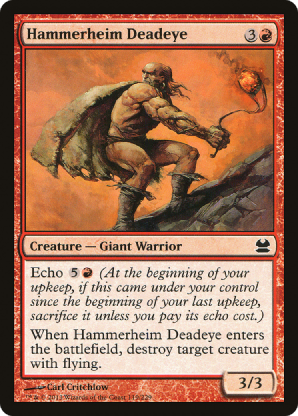 Hammerheim Deadeye 3
Creature — Giant Warrior
Echo 5 (At the beginning of your
upkeep, if this came under your control
since the beginning of your last upkeep,
sacrifice it unless you pay its echo cost.)
When Hammerheim Deadeye enters
the battlefield, destroy target creature
with flying.
Carl Critchlow
3/3